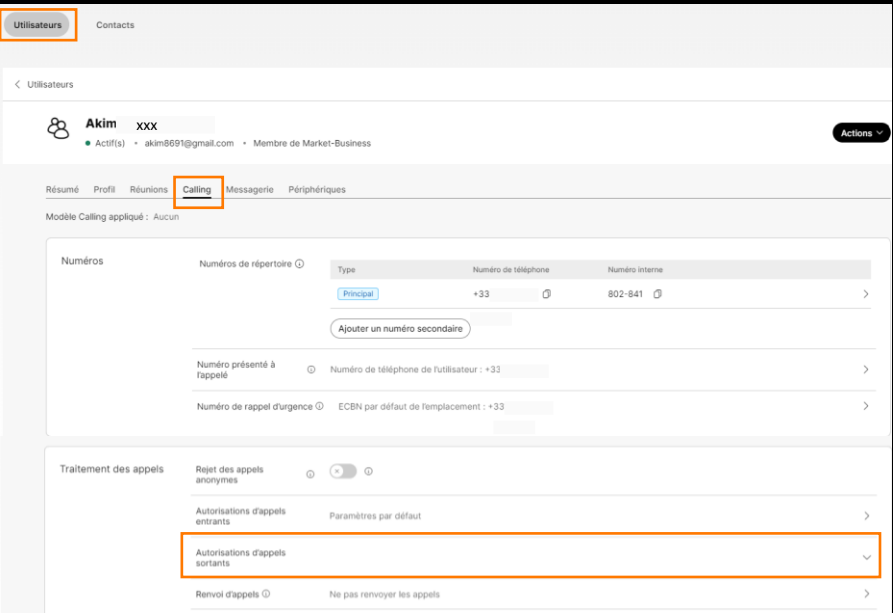 Utilisateurs Contacts
Utilisateurs
Akim xxx
Actif(s) • akim8691@gmail.com • Membre de Market-Business
Actions
Résumé Profil Réunions Calling Messagerie Périphériques
Modèle Calling appliqué : Aucun
Numéros
Numéros de répertoire
Type Numéro de téléphone Numéro interne
Principal +33 802-841
Ajouter un numéro secondaire
Numéro présenté à
l'appelé
Numéro de téléphone de l'utilisateur : +33
Numéro de rappel d'urgence ECBN par défaut de l'emplacement : +33
Traitement des appels
Rejet des appels
anonymes
Autorisations d'appels
entrants
Paramètres par défaut
Autorisations d'appels
sortants
Renvoi d'appels Ne pas renvoyer les appels